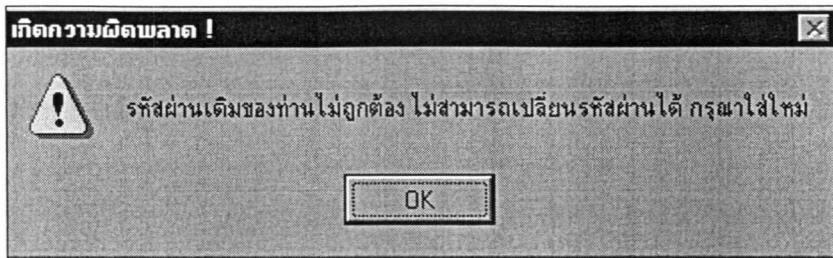 เกิดความผิดพลาด !
รหัสผ่านเดิมของท่านไม่ถูกต้อง ไม่สามารถเปลี่ยนรหัสผ่านได้ กรุณาใส่ใหม่
OK